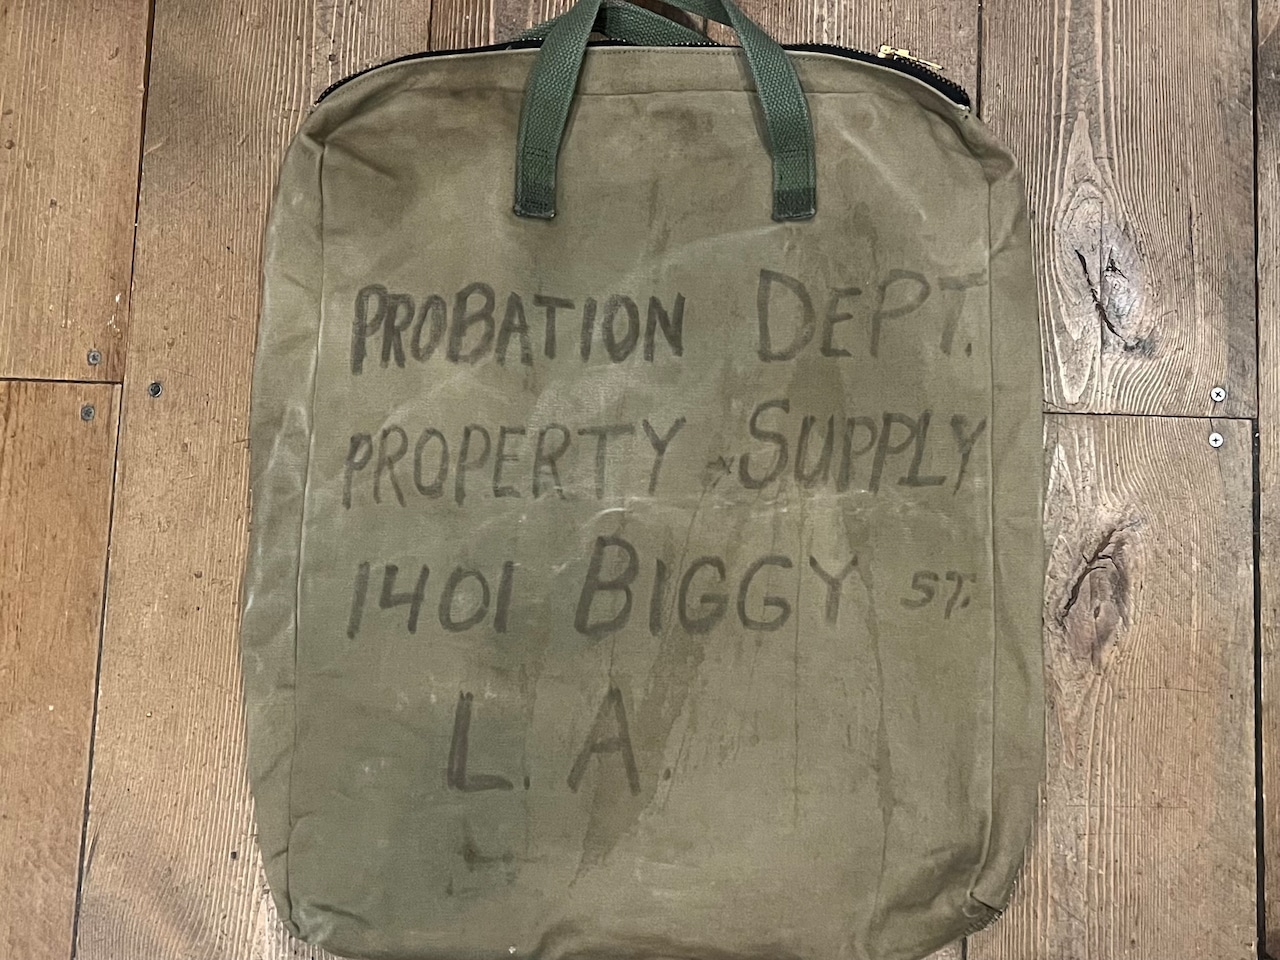 PROBATION DEPT.
PROPERTY & SUPPLY
1401 BIGGY ST.
L.A